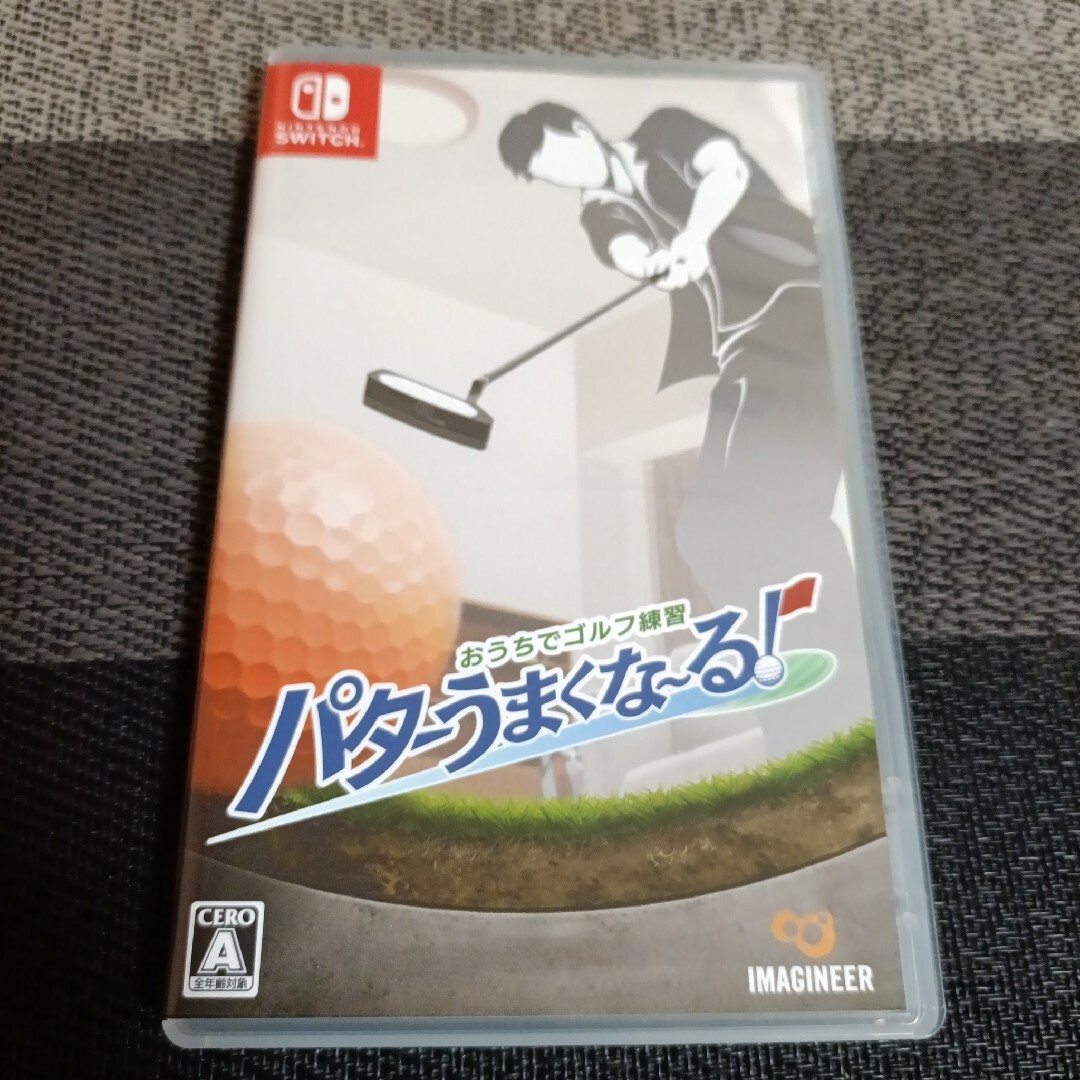 NINTENDO
SWITCH™
おうちでゴルフ練習
パターうまくな~る!
CERO
A
全年齢対象
IMAGINEER